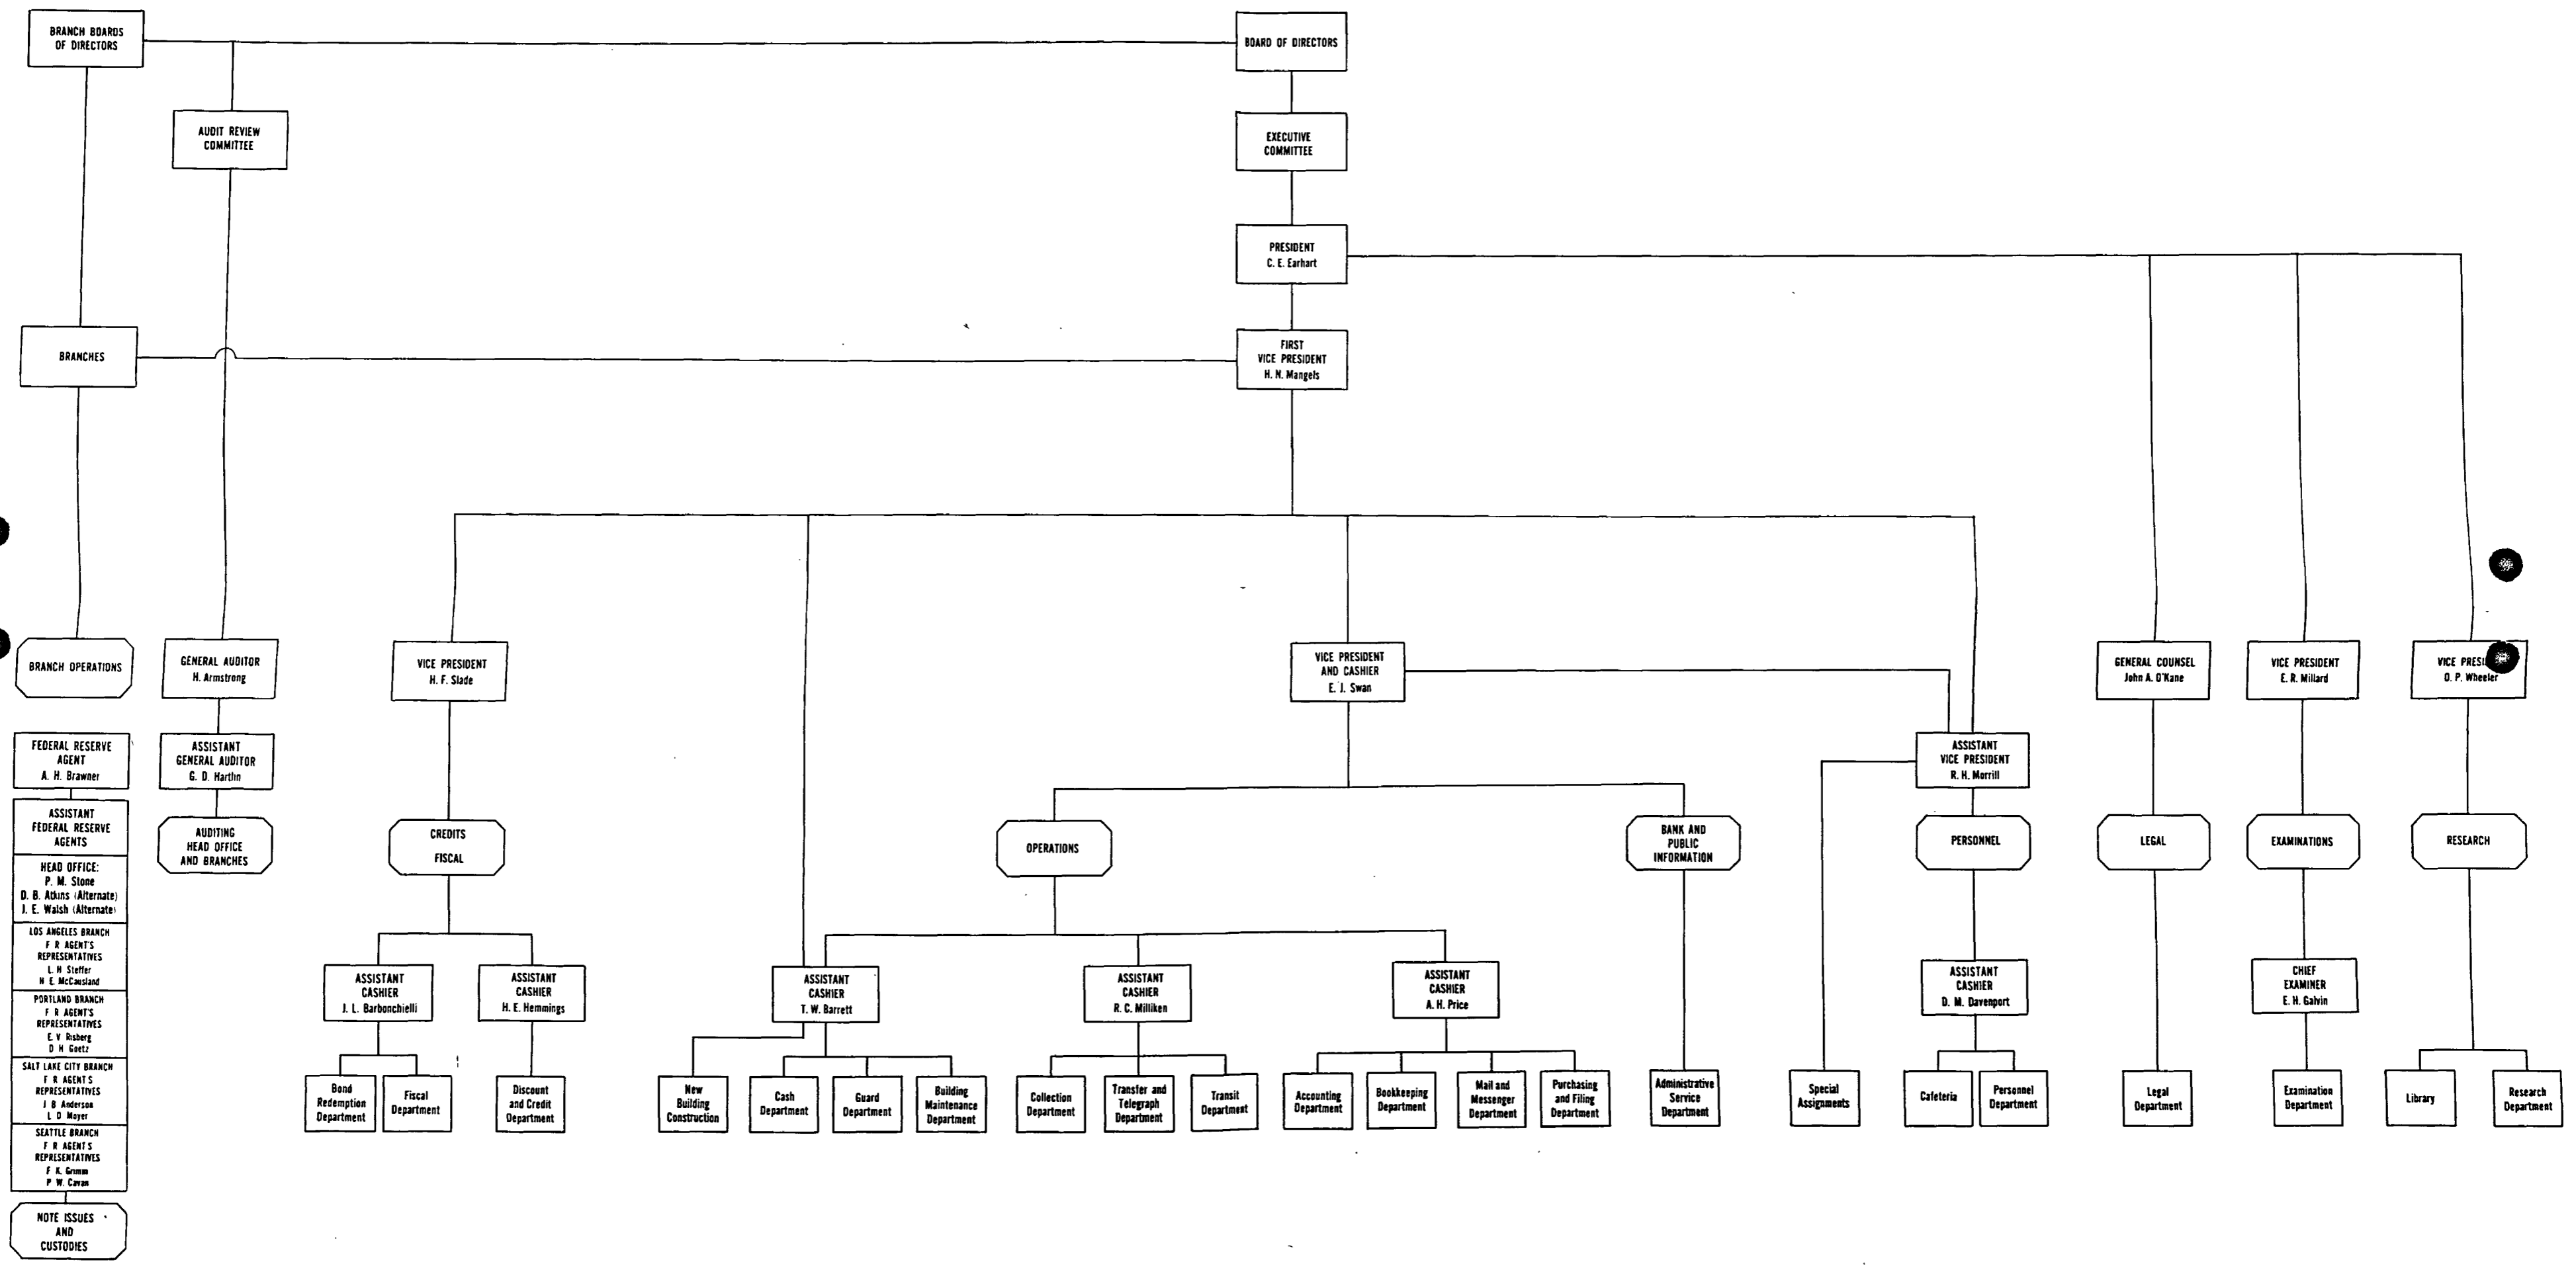 BRANCH BOARDS
OF DIRECTORS
BOARD OF DIRECTORS
AUDIT REVIEW
COMMITTEE
EXECUTIVE
COMMITTEE
PRESIDENT
C. E. Earhart
BRANCHES
FIRST
VICE PRESIDENT
H. N. Mangels
BRANCH OPERATIONS
GENERAL AUDITOR
H. Armstrong
VICE PRESIDENT
H. F. Slade
VICE PRESIDENT
AND CASHIER
E. J. Swan
GENERAL COUNSEL
John A. O'Kane
VICE PRESIDENT
E. R. Millard
VICE
O. P. Wheeler
FEDERAL RESERVE
AGENT
A. H. Brawner
ASSISTANT
GENERAL AUDITOR
G. D. Hartlin
ASSISTANT
VICE PRESIDENT
R. H. Morrill
ASSISTANT
FEDERAL RESERVE
AGENTS
AUDITING
HEAD OFFICE
AND BRANCHES
CREDITS
FISCAL
OPERATIONS
BANK AND
PUBLIC
INFORMATION
PERSONNEL
LEGAL
EXAMINATIONS
RESEARCH
HEAD OFFICE:
P. M. Stone
D. B. Atkins (Alternate)
J. E. Walsh (Alternate)
LOS ANGELES BRANCH
F R AGENT'S
REPRESENTATIVES
L. H Steffer
N E. McCausland
PORTLAND BRANCH
F R AGENT'S
REPRESENTATIVES
E. V Risberg
D H Goetz
SALT LAKE CITY BRANCH
F R AGENT S
REPRESENTATIVES
J B Anderson
L D Mayer
SEATTLE BRANCH
F R AGENT S
REPRESENTATIVES
F K. Grimm
P W. Cavan
NOTE ISSUES
AND
CUSTODIES
ASSISTANT
CASHIER
J. L. Barbonchielli
ASSISTANT
CASHIER
H. E. Hemmings
ASSISTANT
CASHIER
T. W. Barrett
ASSISTANT
CASHIER
R. C. Milliken
ASSISTANT
CASHIER
A. H. Price
ASSISTANT
CASHIER
D. M. Davenport
CHIEF
EXAMINER
E. H. Galvin
Bond
Redemption
Department
Fiscal
Department
Discount
and Credit
Department
New
Building
Construction
Cash
Department
Guard
Department
Building
Maintenance
Department
Collection
Department
Transfer and
Telegraph
Department
Transit
Department
Accounting
Department
Bookkeeping
Department
Mail and
Messenger
Department
Purchasing
and Filing
Department
Administrative
Service
Department
Special
Assignments
Cafeteria
Personnel
Department
Legal
Department
Examination
Department
Library
Research
Department